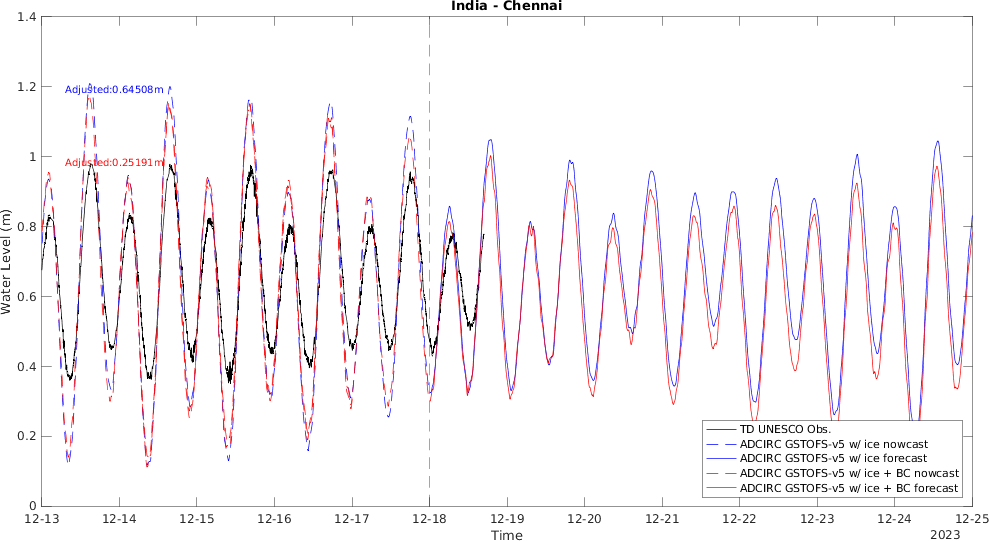 India - Chennai
1.4
1.2
1
0.8
0.6
0.4
0.2
0
Water Level (m)
Adjusted:0.64508m
Adjusted:0.25191m
TD UNESCO Obs.
ADCIRC GSTOFS-v5 w/ ice nowcast
ADCIRC GSTOFS-v5 w/ ice forecast
ADCIRC GSTOFS-v5 w/ ice + BC nowcast
ADCIRC GSTOFS-v5 w/ ice + BC forecast
12-13 12-14 12-15 12-16 12-17 12-18 12-19 12-20 12-21 12-22 12-23 12-24 12-25
Time
2023